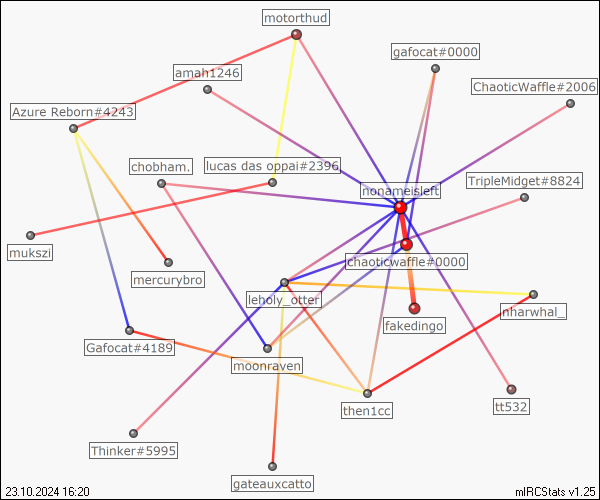 motorthud
gafocat#0000
amah1246
ChaoticWaffle#2006
Azure Reborn#4243
chobham.
lucas das oppai#2396
nonameisleft
TripleMidget#8824
mukszi
chaoticwaffle#0000
mercurybro
leholy_otter
nharwhal_
fakedingo
Gafocat#4189
moonraven
then1cc
tt532
Thinker#5995
gateauxcatto
23.10.2024 16:20
mIRCStats v1.25